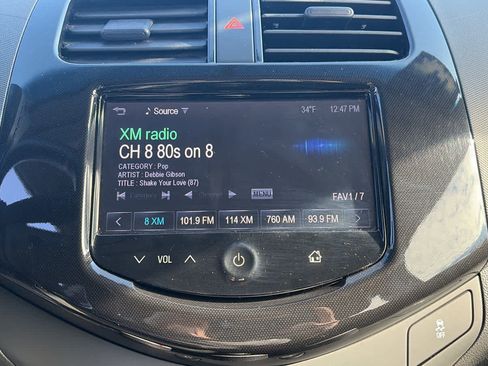 Source 34°F 12:47 PM
XM radio
CH 8 80s on 8
CATEGORY : Pop
ARTIST : Debbie Gibson
TITLE : Shake Your Love (87)
MENU FAV1 / 7
8 XM 101.9 FM 114 XM 760 AM 93.9 FM
VOL
OFF